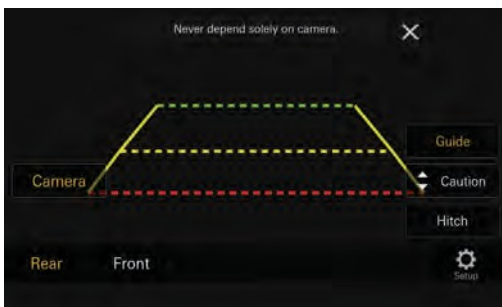 Never depend solely on camera.
Guide
Camera
Caution
Hitch
Rear Front
Setup